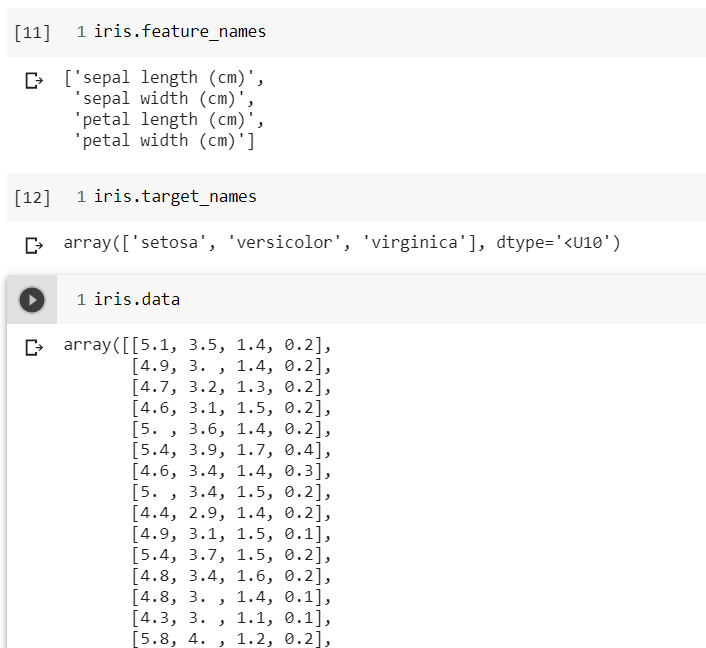 [11] 1 iris.feature_names
['sepal length (cm)',
'sepal width (cm)',
'petal length (cm)',
'petal width (cm)']
[12] 1 iris.target_names
array(['setosa', 'versicolor', 'virginica'], dtype='<U10')
1 iris.data
array([[5.1, 3.5, 1.4, 0.2],
[4.9, 3. , 1.4, 0.2],
[4.7, 3.2, 1.3, 0.2],
[4.6, 3.1, 1.5, 0.2],
[5. , 3.6, 1.4, 0.2],
[5.4, 3.9, 1.7, 0.4],
[4.6, 3.4, 1.4, 0.3],
[5. , 3.4, 1.5, 0.2],
[4.4, 2.9, 1.4, 0.2],
[4.9, 3.1, 1.5, 0.1],
[5.4, 3.7, 1.5, 0.2],
[4.8, 3.4, 1.6, 0.2],
[4.8, 3. , 1.4, 0.1],
[4.3, 3. , 1.1, 0.1],
[5.8, 4. , 1.2, 0.2],